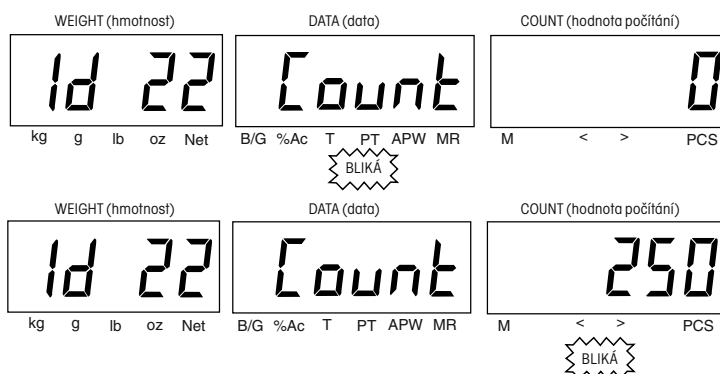 WEIGHT (hmotnost) DATA (data) COUNT (hodnota počítání)
Id 22 Count 0
kg g lb oz Net B/G %Ac T PT APW MR M < > PCS
BLIKÁ
WEIGHT (hmotnost) DATA (data) COUNT (hodnota počítání)
Id 22 Count 250
kg g lb oz Net B/G %Ac T PT APW MR M < > PCS
BLIKÁ